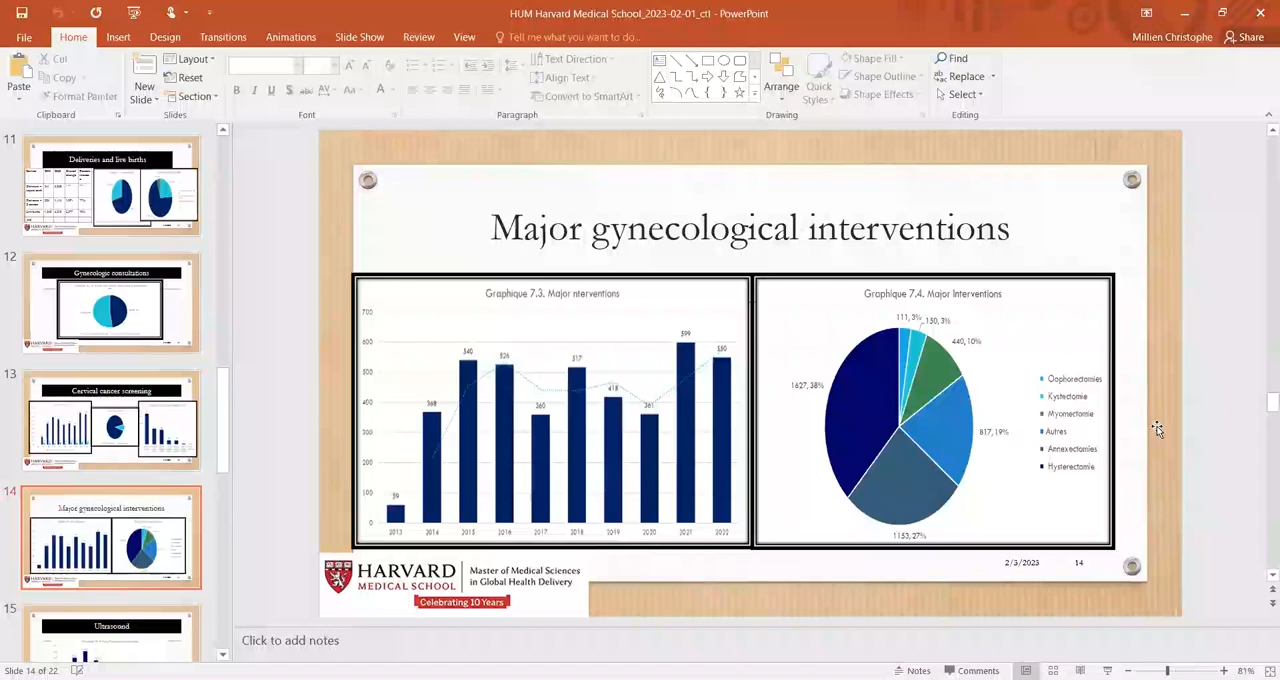 HUM Harvard Medical School_2023-02-01_ctl - PowerPoint
File Home Insert Design Transitions Animations Slide Show Review View Tell me what you want to do... Millien Christophe Share
Paste
Cut
Copy
Format Painter
Clipboard
New Slide
Layout
Reset
Section
Slides
B I U S abc AV Aa A
Font
Text Direction
Align Text
Convert to SmartArt
Paragraph
Arrange
Quick Styles
Shape Fill
Shape Outline
Shape Effects
Drawing
Find
Replace
Select
Editing
11
Deliveries and live births
12
Gynecologic consultations
13
Cervical cancer screening
14
Major gynecological interventions
15
Ultrasound
Major gynecological interventions
Graphique 7.3. Major nterventions
700
600
500
400
300
200
100
0
59 368 540 526 360 517 418 361 599 550
2013 2014 2015 2016 2017 2018 2019 2020 2021 2022
Graphique 7.4. Major Interventions
111, 3%
150, 3%
440, 10%
817, 19%
1153, 27%
1627, 38%
Oophorectomies
Kystectomie
Myomectomie
Autres
Annexectomies
Hysterectomie
2/3/2023 14
HARVARD
MEDICAL SCHOOL
Master of Medical Sciences
in Global Health Delivery
Celebrating 10 Years
Click to add notes
Slide 14 of 22 Notes Comments 81%